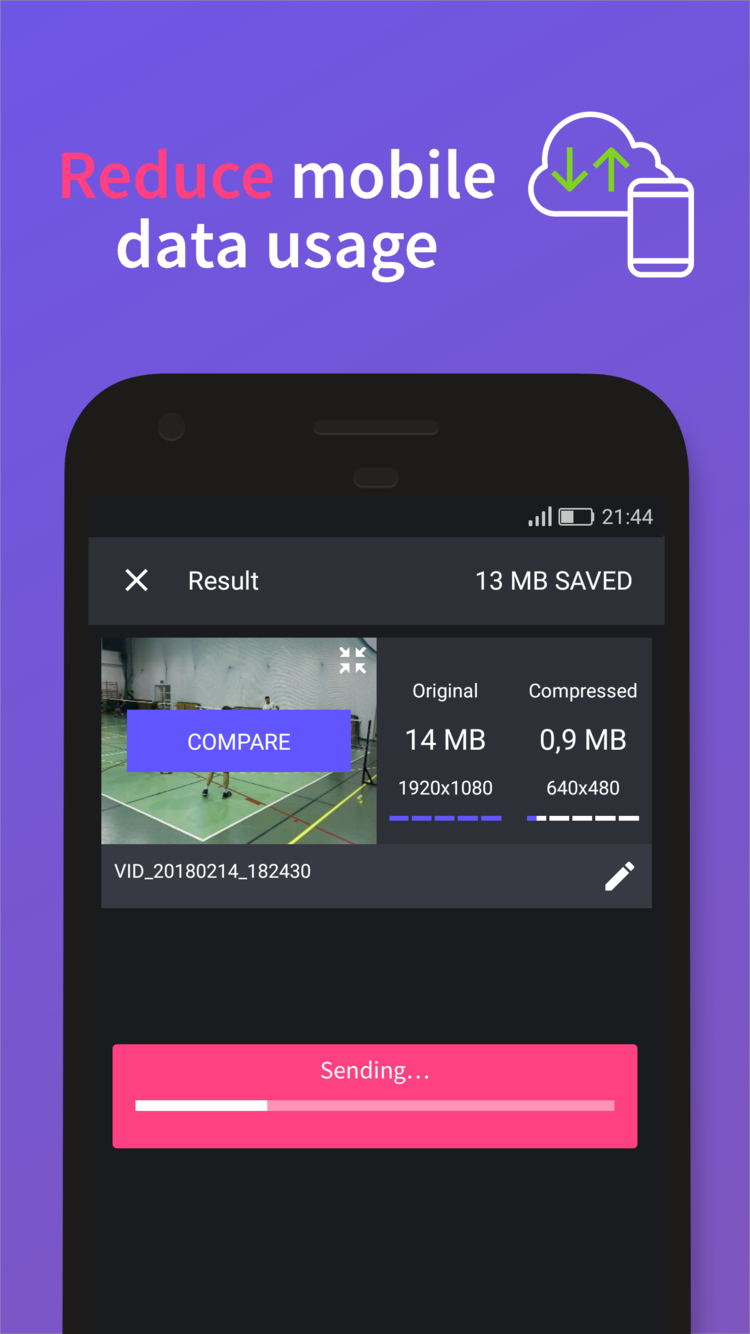 Reduce mobile
data usage
21:44
Result
13 MB SAVED
COMPARE
Original
Compressed
14 MB
0,9 MB
1920x1080
640x480
VID_20180214_182430
Sending...